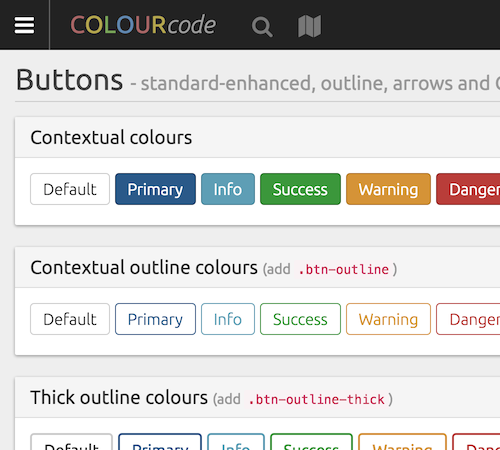 COLOURcode
Buttons - standard-enhanced, outline, arrows and
Contextual colours
Default Primary Info Success Warning Danger
Contextual outline colours (add .btn-outline)
Default Primary Info Success Warning Danger
Thick outline colours (add .btn-outline-thick)
Default Primary Info Success Warning Danger